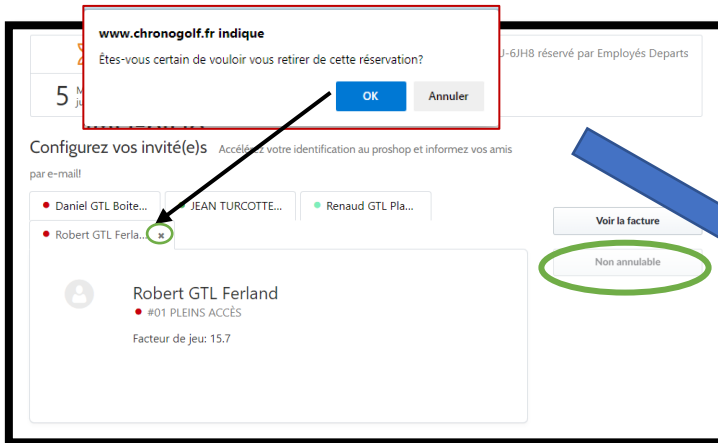 www.chronogolf.fr indique
Êtes-vous certain de vouloir vous retirer de cette réservation?
OK Annuler
J-6JH8 réservé par Employés Departs
5
Configurez vos invité(e)s Accélérez votre identification au proshop et informez vos amis
par e-mail!
Daniel GTL Boite... JEAN TURCOTTE... Renaud GTL Pla...
Robert GTL Ferla... x
Voir la facture
Non annulable
Robert GTL Ferland
#01 PLEINS ACCÈS
Facteur de jeu: 15.7